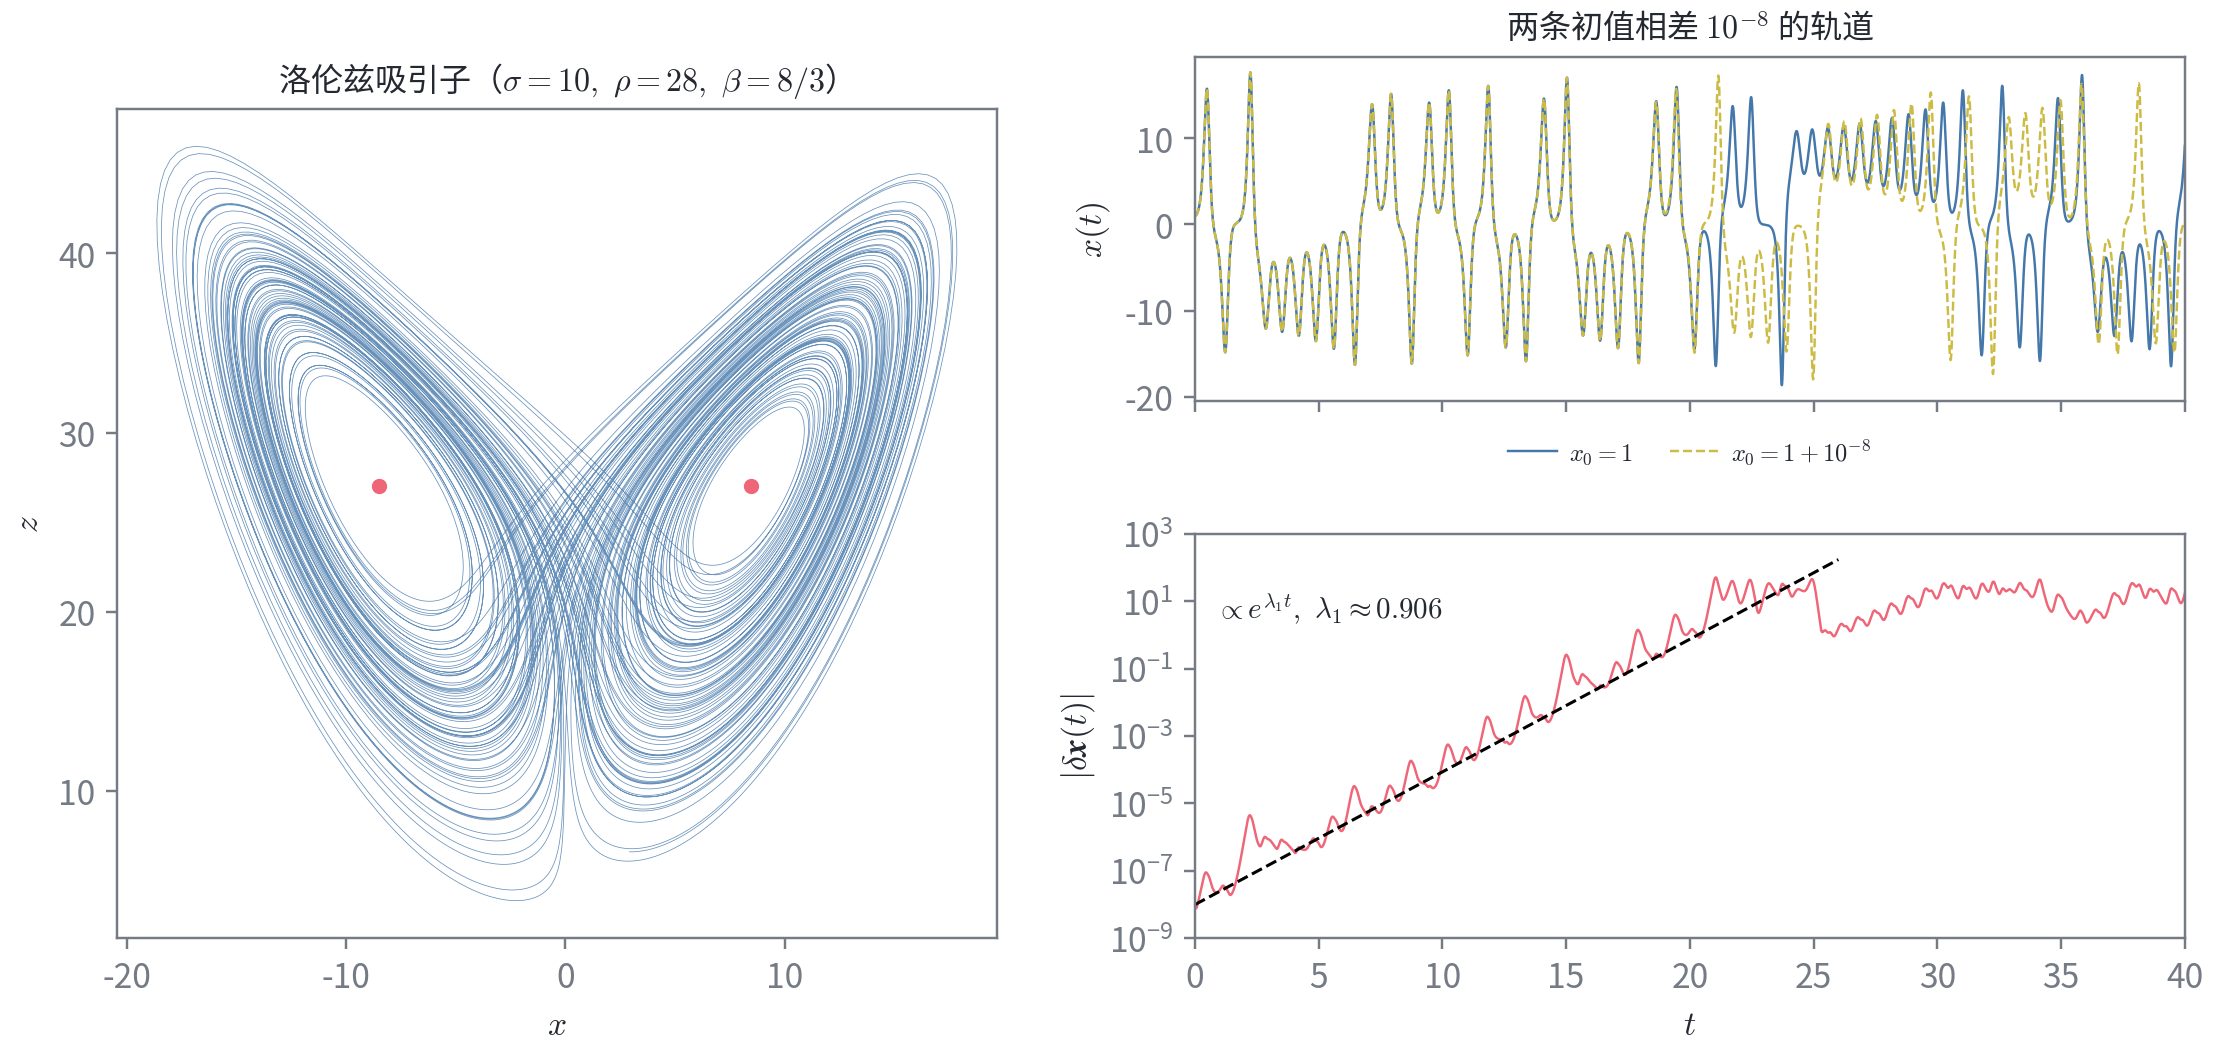 洛伦兹吸引子（σ = 10, ρ = 28, β = 8/3）
40
30
20
10
z
-20
-10
0
10
x
两条初值相差 10⁻⁸ 的轨道
10
0
-10
-20
x(t)
x₀ = 1
x₀ = 1 + 10⁻⁸
10³
10¹
10⁻¹
10⁻³
10⁻⁵
10⁻⁷
10⁻⁹
|δx(t)|
∝ e^{λ₁t}, λ₁ ≈ 0.906
0
5
10
15
20
25
30
35
40
t